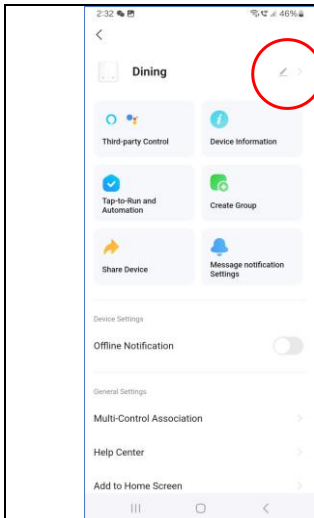 2:32 46%
Dining
Third-party Control
Device Information
Tap-to-Run and
Automation
Create Group
Share Device
Message notification
Settings
Device Settings
Offline Notification
General Settings
Multi-Control Association
Help Center
Add to Home Screen